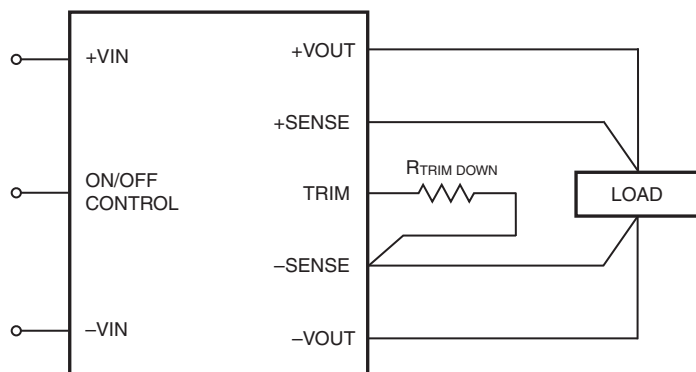 +VIN
ON/OFF
CONTROL
–VIN
+VOUT
+SENSE
TRIM
–SENSE
–VOUT
RTRIM DOWN
LOAD